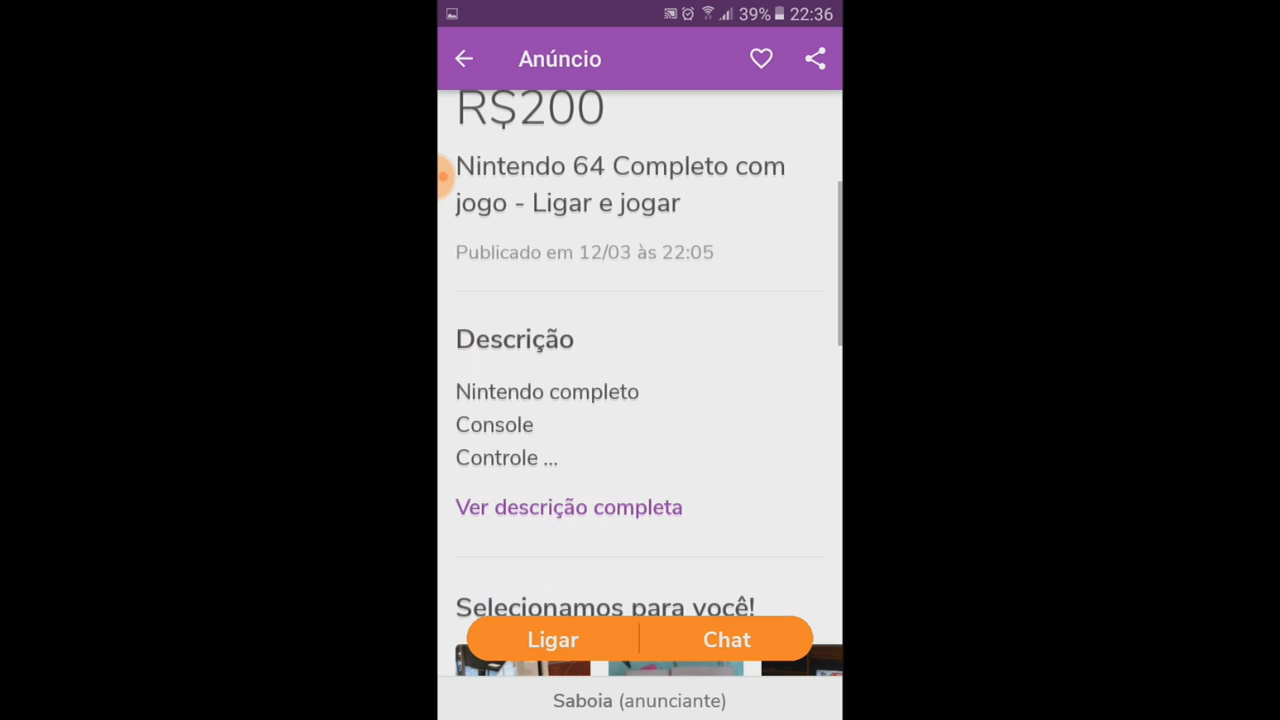 39% 22:36
Anúncio
R$200
Nintendo 64 Completo com
jogo - Ligar e jogar
Publicado em 12/03 às 22:05
Descrição
Nintendo completo
Console
Controle ...
Ver descrição completa
Selecionamos para você!
Ligar Chat
Saboia (anunciante)